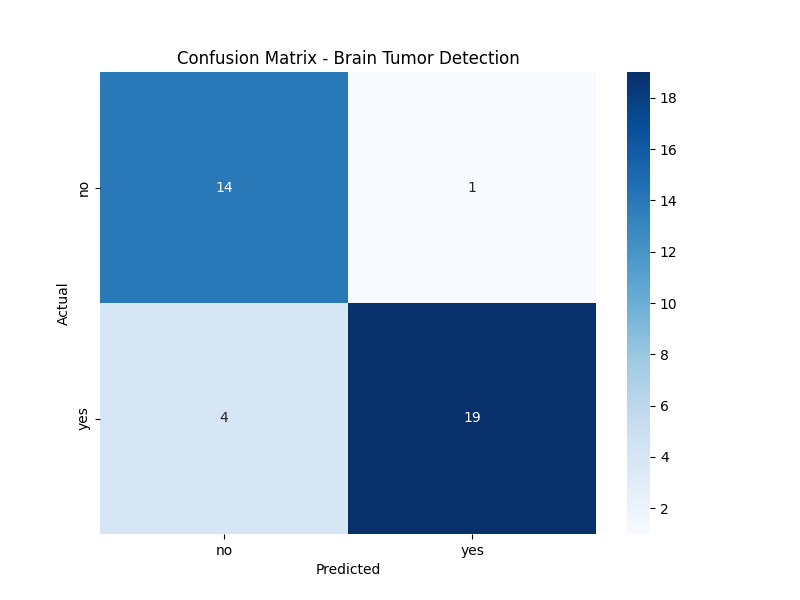 Confusion Matrix - Brain Tumor Detection
Actual
no
14
1
yes
4
19
no
yes
Predicted
18
16
14
12
10
8
6
4
2